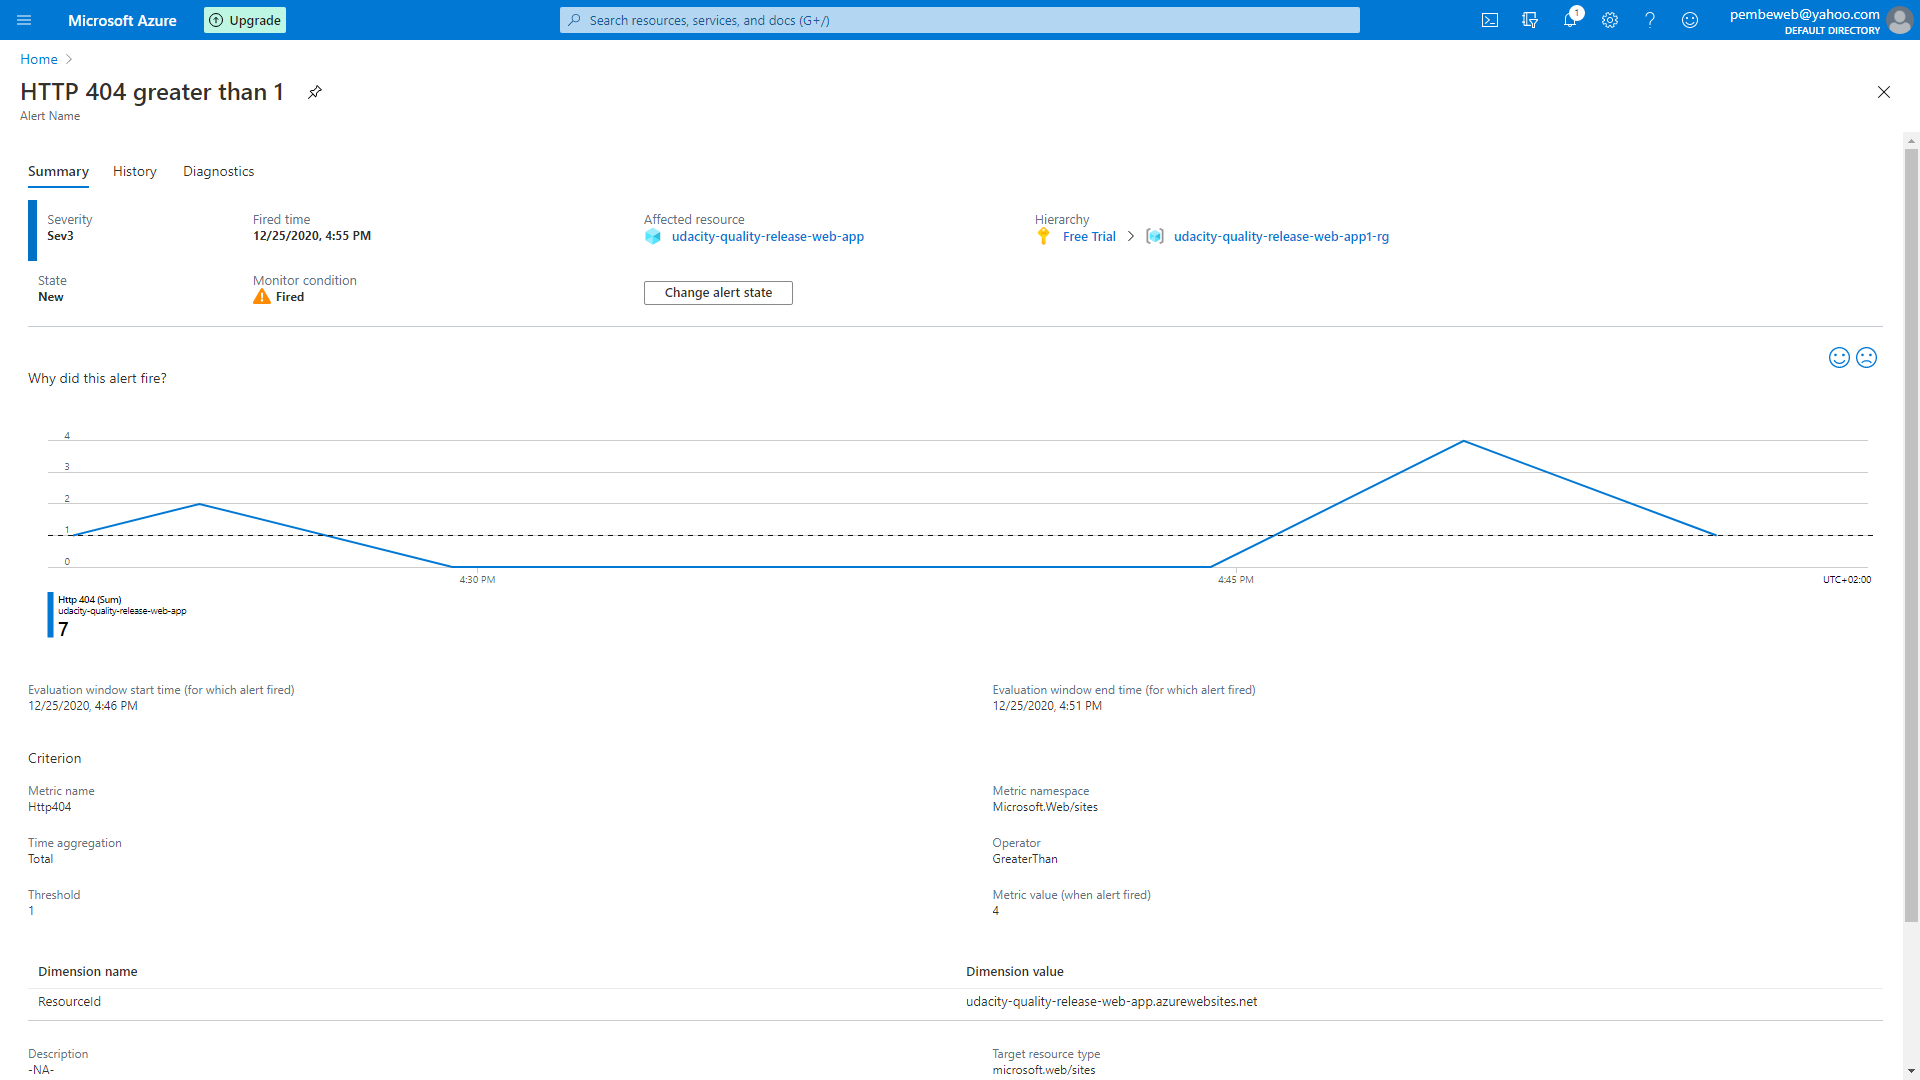 Microsoft Azure
Upgrade
Search resources, services, and docs (G+/)
1
pembeweb@yahoo.com
DEFAULT DIRECTORY
Home
HTTP 404 greater than 1
Alert Name
Summary History Diagnostics
Severity Fired time Affected resource Hierarchy
Sev3 12/25/2020, 4:55 PM udacity-quality-release-web-app Free Trial > udacity-quality-release-web-app1-rg
State Monitor condition
New Fired Change alert state
Why did this alert fire?
4
3
2
1
0
4:30 PM 4:45 PM UTC+02:00
Http 404 (Sum)
udacity-quality-release-web-app
7
Evaluation window start time (for which alert fired) Evaluation window end time (for which alert fired)
12/25/2020, 4:46 PM 12/25/2020, 4:51 PM
Criterion
Metric name Metric namespace
Http404 Microsoft.Web/sites
Time aggregation Operator
Total GreaterThan
Threshold Metric value (when alert fired)
1 4
Dimension name Dimension value
ResourceId udacity-quality-release-web-app.azurewebsites.net
Description Target resource type
-NA- microsoft.web/sites